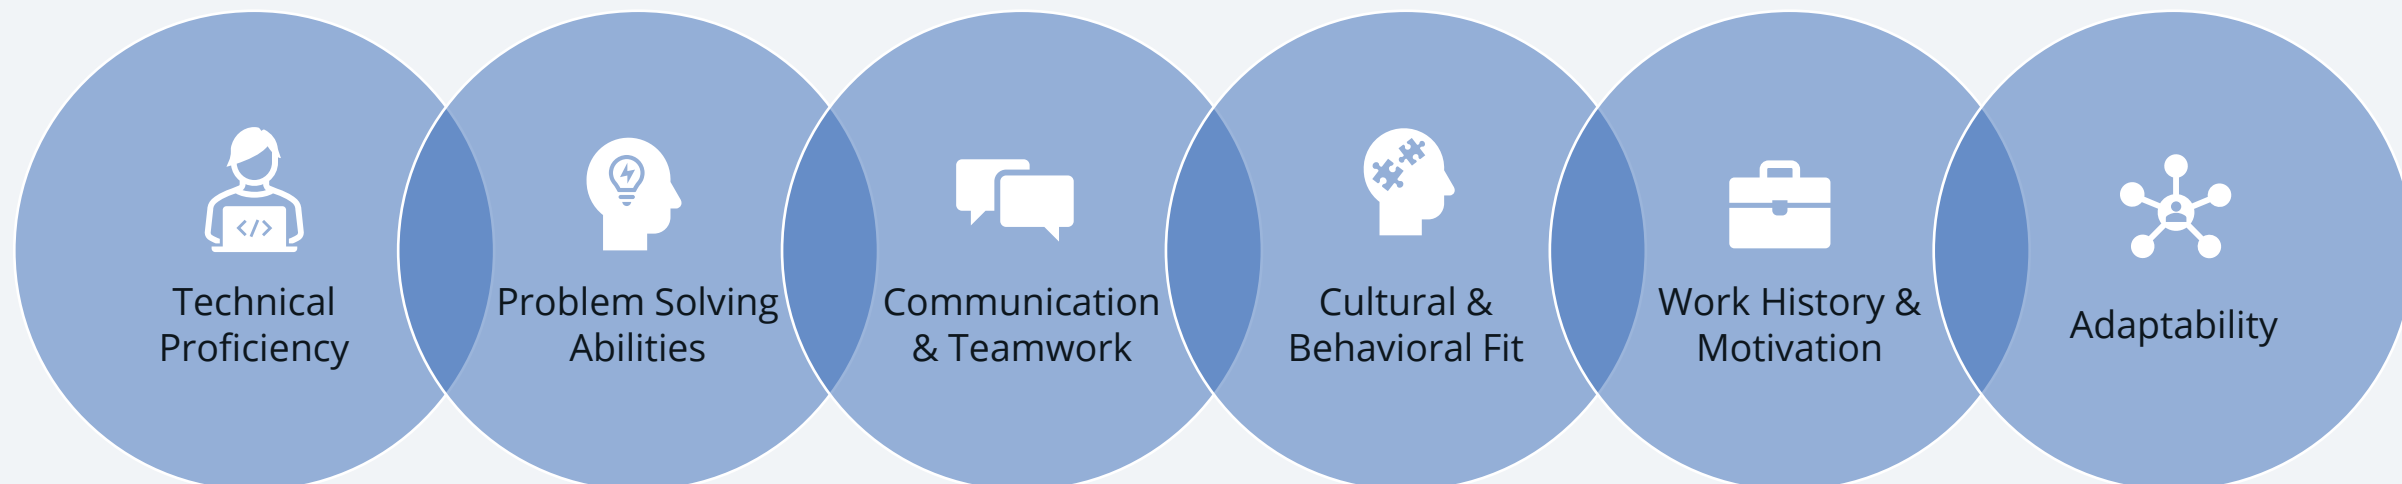 </>
Technical
Proficiency
Problem Solving
Abilities
Communication
& Teamwork
Cultural &
Behavioral Fit
Work History &
Motivation
Adaptability